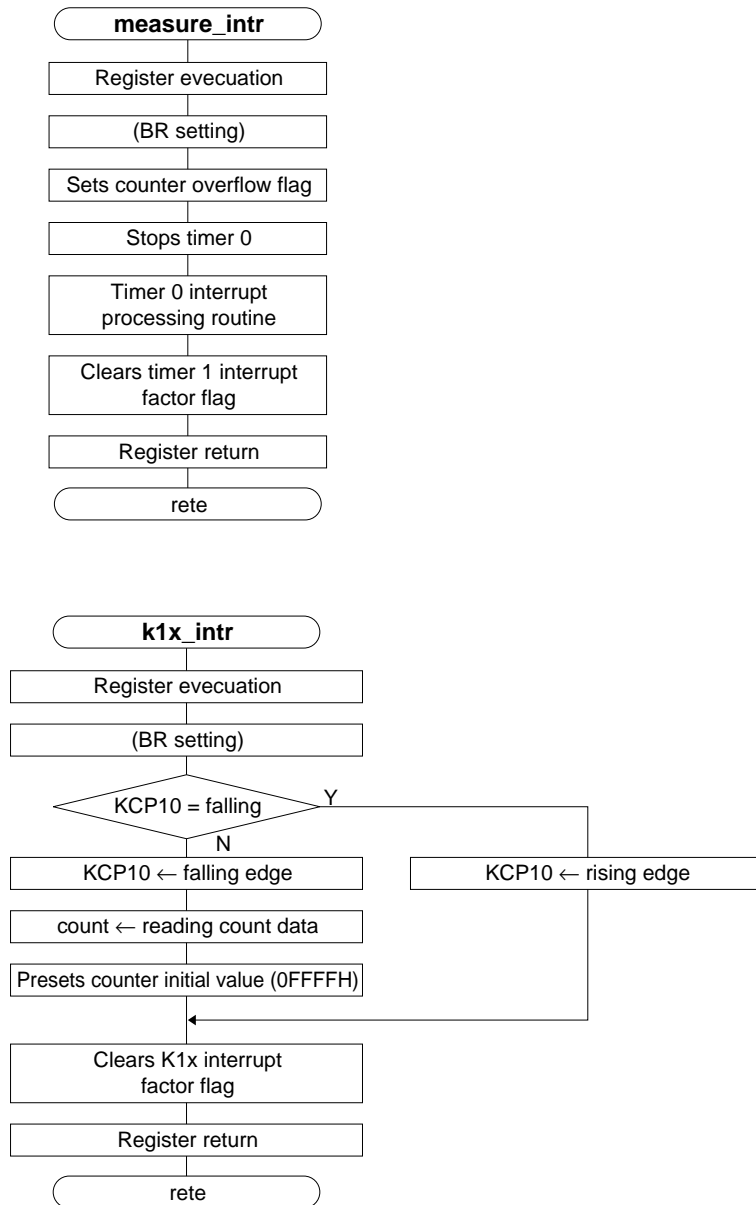 measure_intr
Register evecuation
(BR setting)
Sets counter overflow flag
Stops timer 0
Timer 0 interrupt
processing routine
Clears timer 1 interrupt
factor flag
Register return
rete
k1x_intr
Register evecuation
(BR setting)
KCP10 = falling
Y
N
KCP10 ← falling edge
KCP10 ← rising edge
count ← reading count data
Presets counter initial value (0FFFFH)
Clears K1x interrupt
factor flag
Register return
rete